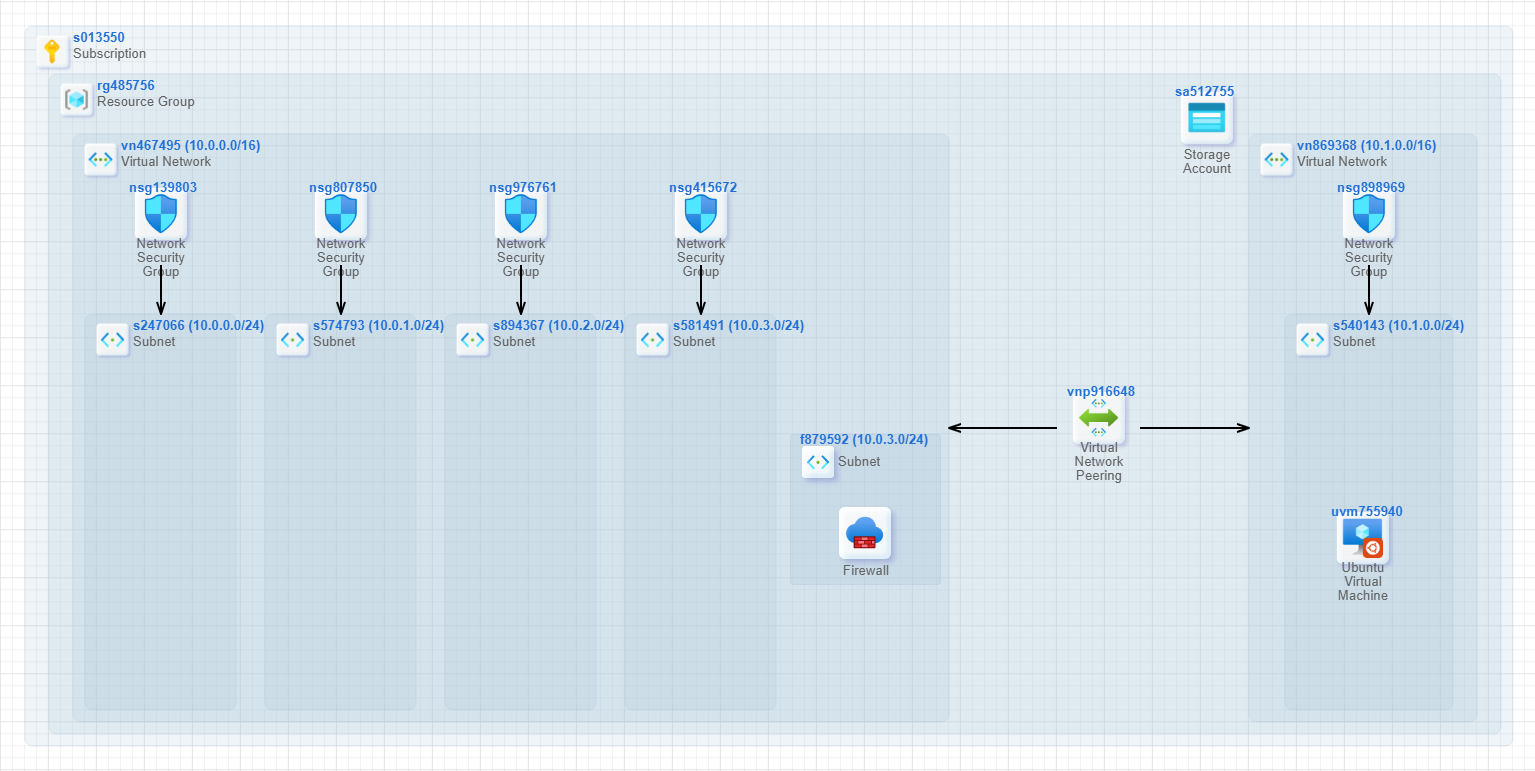 s013550
Subscription
rg485756
Resource Group
sa512755
Storage
Account
vn467495 (10.0.0.0/16)
Virtual Network
vn869368 (10.1.0.0/16)
Virtual Network
nsg139803
Network
Security
Group
nsg807850
Network
Security
Group
nsg976761
Network
Security
Group
nsg415672
Network
Security
Group
nsg898969
Network
Security
Group
s247066 (10.0.0.0/24)
Subnet
s574793 (10.0.1.0/24)
Subnet
s894367 (10.0.2.0/24)
Subnet
s581491 (10.0.3.0/24)
Subnet
s540143 (10.1.0.0/24)
Subnet
vnp916648
Virtual
Network
Peering
f879592 (10.0.3.0/24)
Subnet
Firewall
uvm755940
Ubuntu
Virtual
Machine